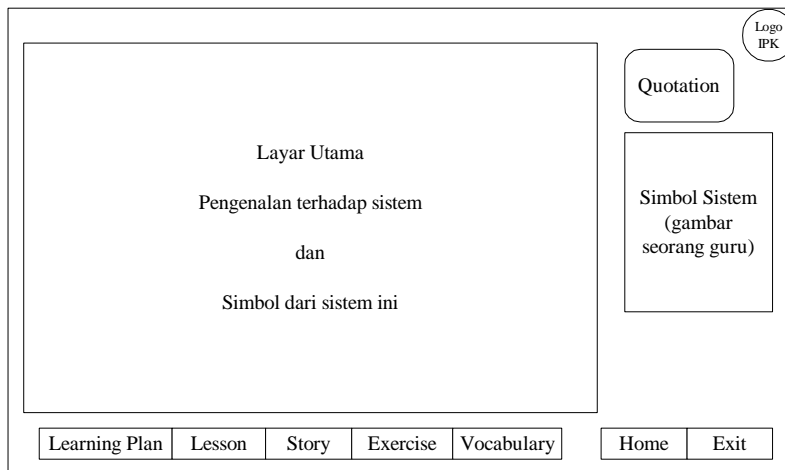 Logo
IPK
Quotation
Layar Utama
Pengenalan terhadap sistem
dan
Simbol dari sistem ini
Simbol Sistem
(gambar
seorang guru)
Learning Plan Lesson Story Exercise Vocabulary Home Exit